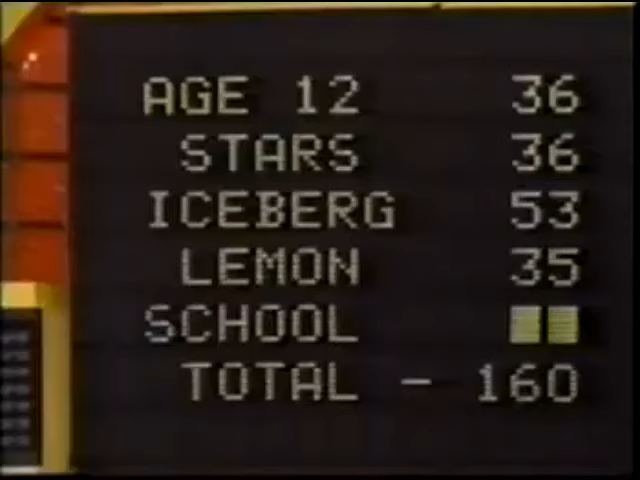 AGE 12 36
STARS 36
ICEBERG 53
LEMON 35
SCHOOL
TOTAL - 160